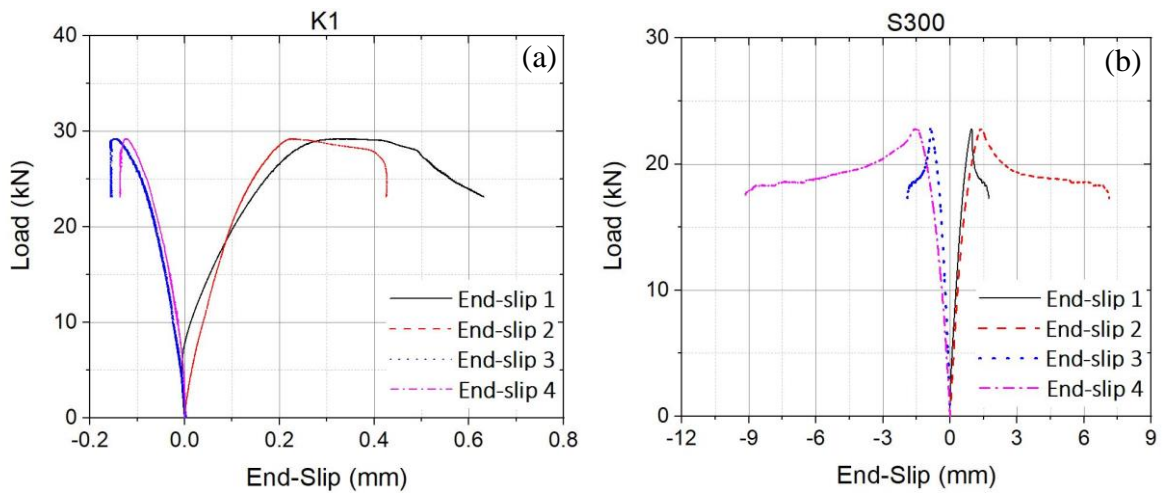 K1
(a)
Load (kN)
40
30
20
10
0
End-slip 1
End-slip 2
End-slip 3
End-slip 4
-0.2 0.0 0.2 0.4 0.6 0.8
End-Slip (mm)
S300
(b)
Load (kN)
30
20
10
0
End-slip 1
End-slip 2
End-slip 3
End-slip 4
-12 -9 -6 -3 0 3 6 9
End-Slip (mm)